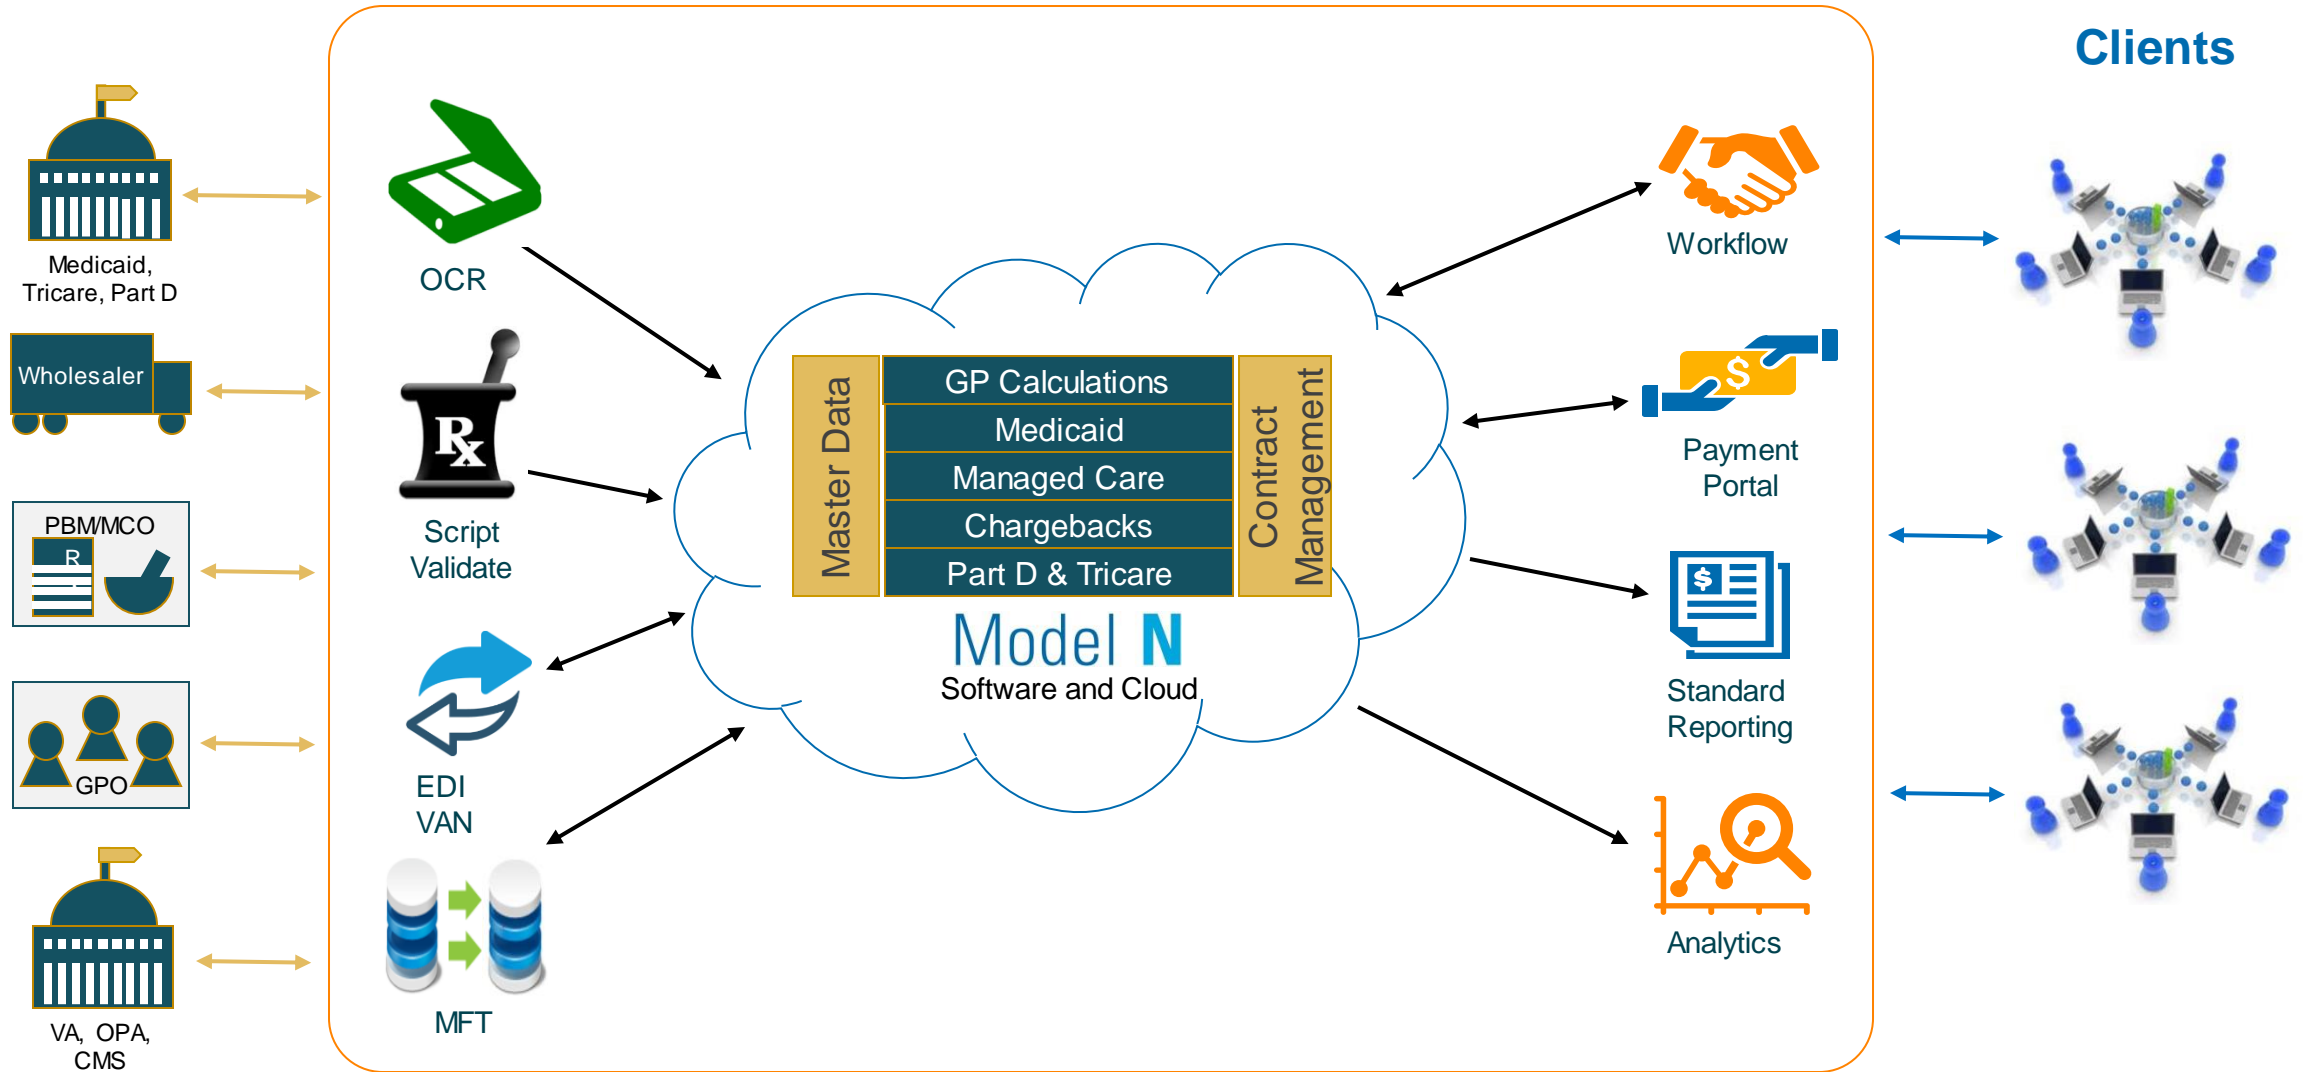 Clients
Medicaid,
Tricare, Part D
Wholesaler
PBM/MCO
R
GPO
VA, OPA,
CMS
OCR
Rx
Script
Validate
EDI
VAN
MFT
Master Data
GP Calculations
Medicaid
Managed Care
Chargebacks
Part D & Tricare
Contract
Management
Model N
Software and Cloud
Workflow
$
Payment
Portal
$
Standard
Reporting
Analytics